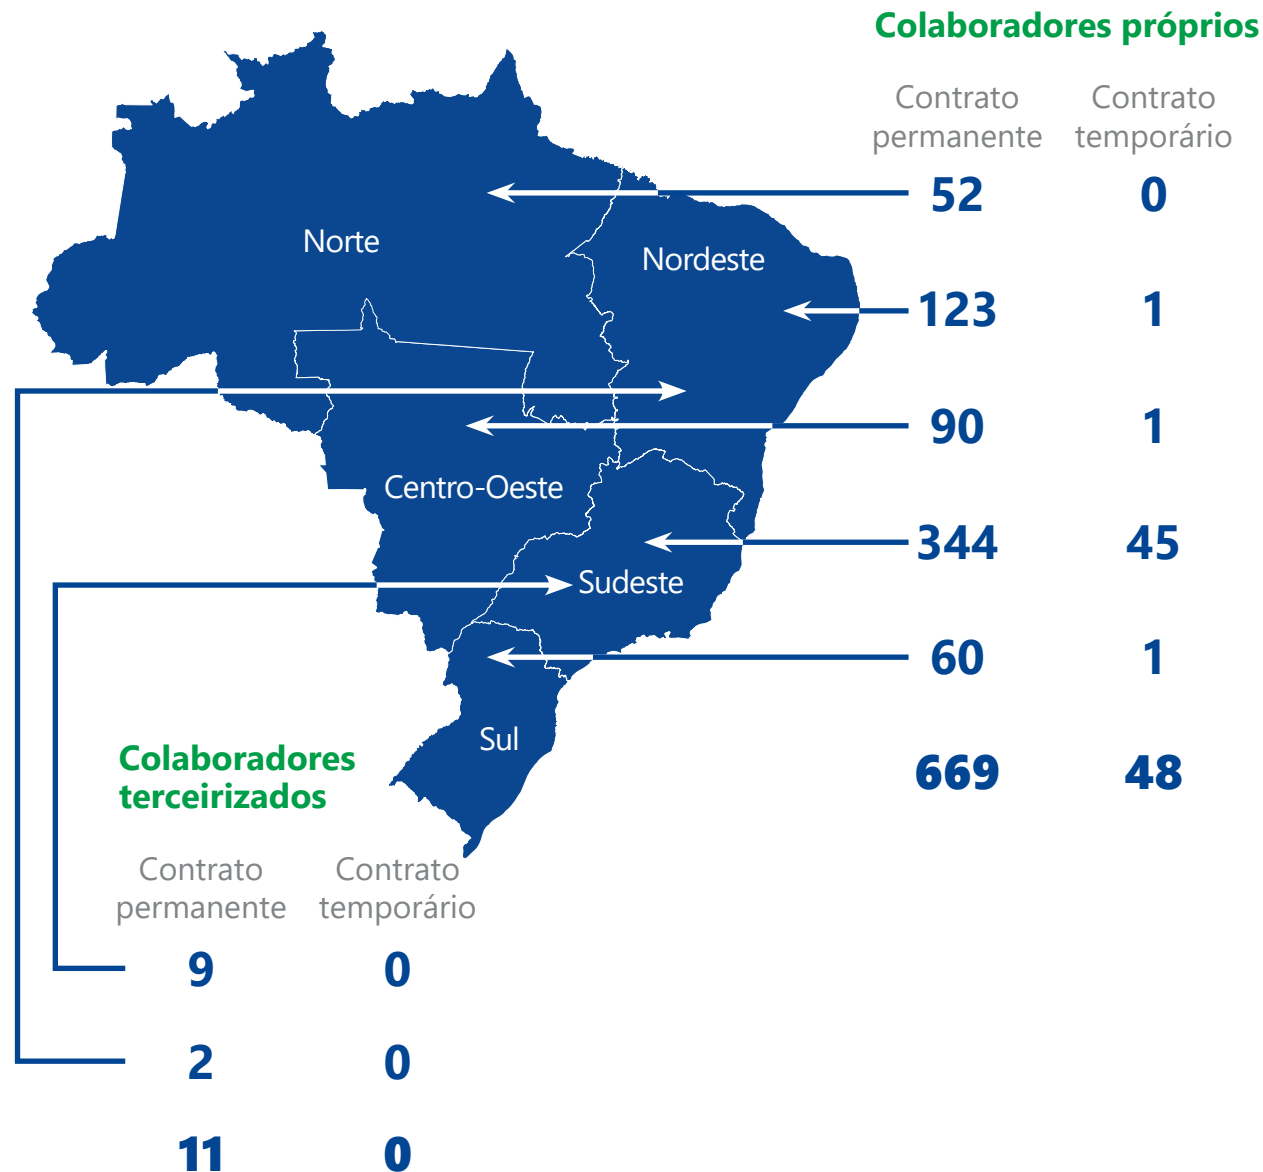 Colaboradores próprios
Contrato permanente
Contrato temporário
52 0
Norte
Nordeste
123 1
90 1
Centro-Oeste
344 45
Sudeste
60 1
Sul
669 48
Colaboradores
terceirizados
Contrato permanente
Contrato temporário
9 0
2 0
11 0